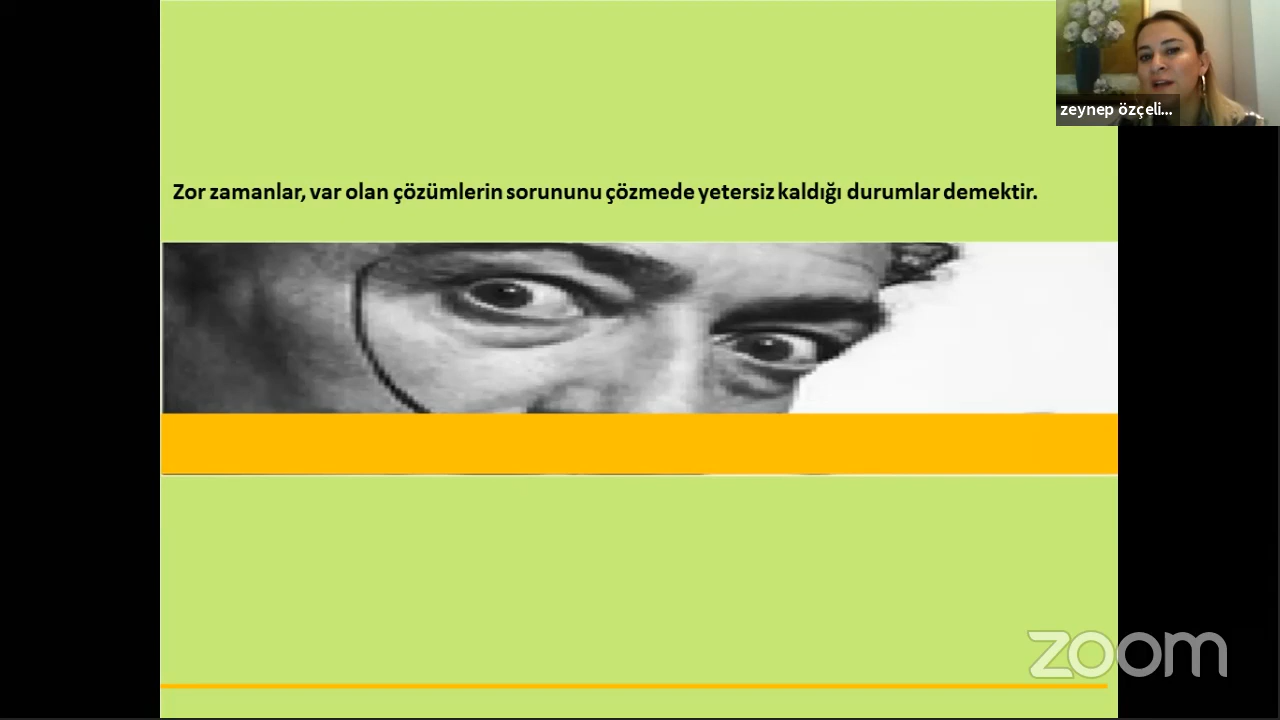 zeynep özçeli...
Zor zamanlar, var olan çözümlerin sorununu çözmede yetersiz kaldığı durumlar demektir.
zoom